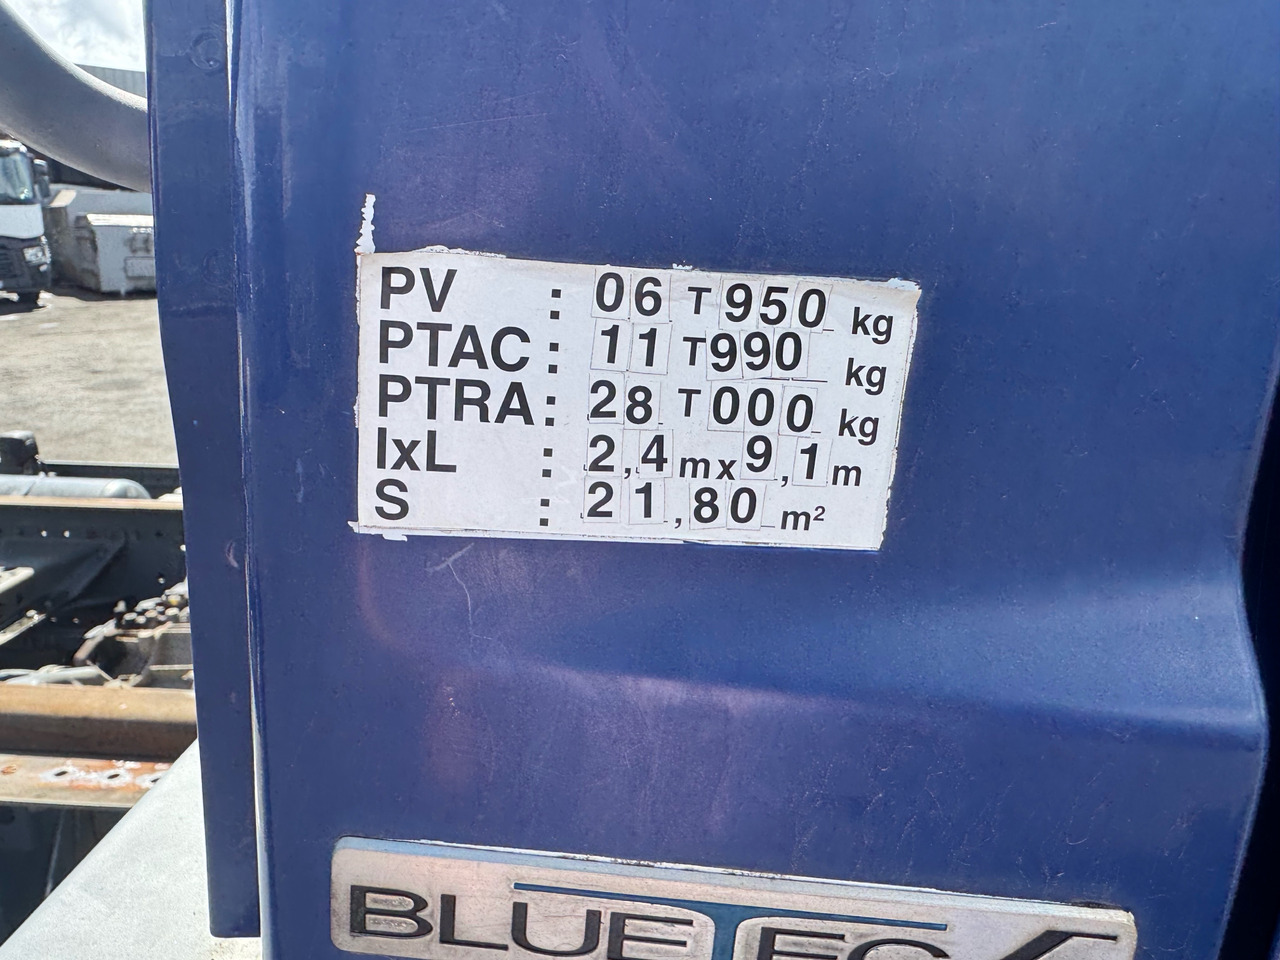 PV : 06 T 950 kg
PTAC : 11 T 990 kg
PTRA : 28 T 000 kg
lxL : 2,4 m x 9,1 m
S : 21,80 m²
BLUETEC